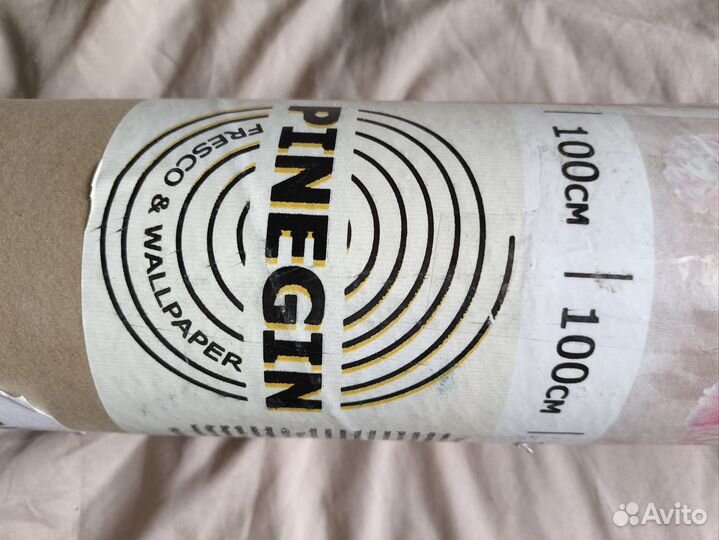 PINEGIN
FRESCO & WALLPAPER
100СМ | 100СМ
Avito